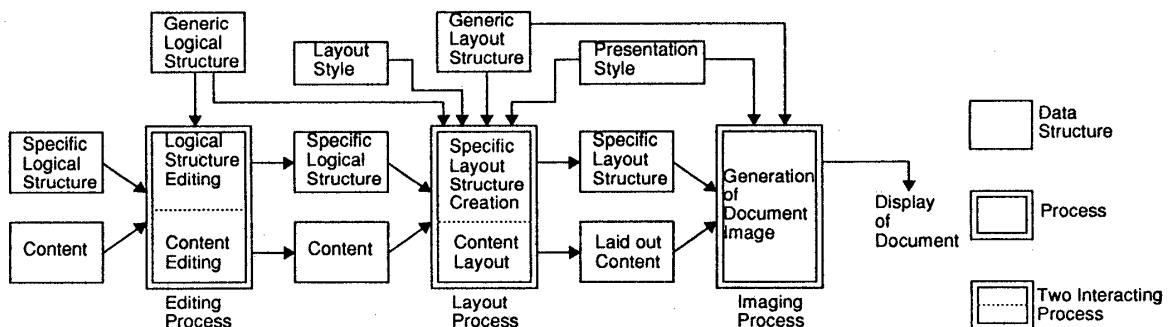 Generic
Logical
Structure
Layout
Style
Generic
Layout
Structure
Presentation
Style
Specific
Logical
Structure
Content
Logical
Structure
Editing
Content
Editing
Editing
Process
Specific
Logical
Structure
Content
Specific
Layout
Structure
Creation
Content
Layout
Layout
Process
Specific
Layout
Structure
Laid out
Content
Generation
of
Document
Image
Imaging
Process
Display
of
Document
Data
Structure
Process
Two Interacting
Process